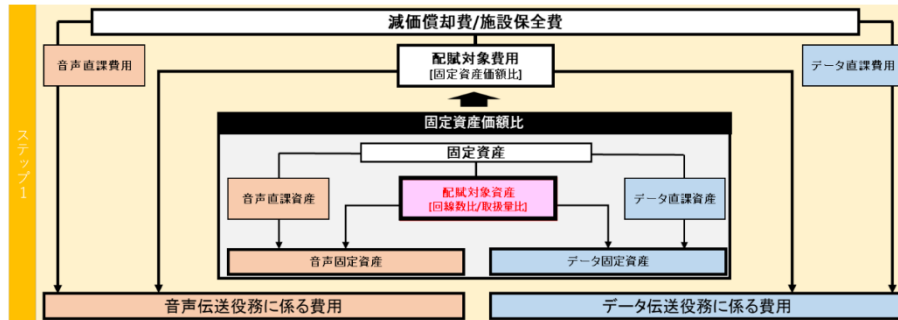 ステップ1
減価償却費/施設保全費
音声直課費用
配賦対象費用
[固定資産価額比]
データ直課費用
固定資産価額比
固定資産
音声直課資産
配賦対象資産
[回線数比/取扱量比]
データ直課資産
音声固定資産
データ固定資産
音声伝送役務に係る費用
データ伝送役務に係る費用